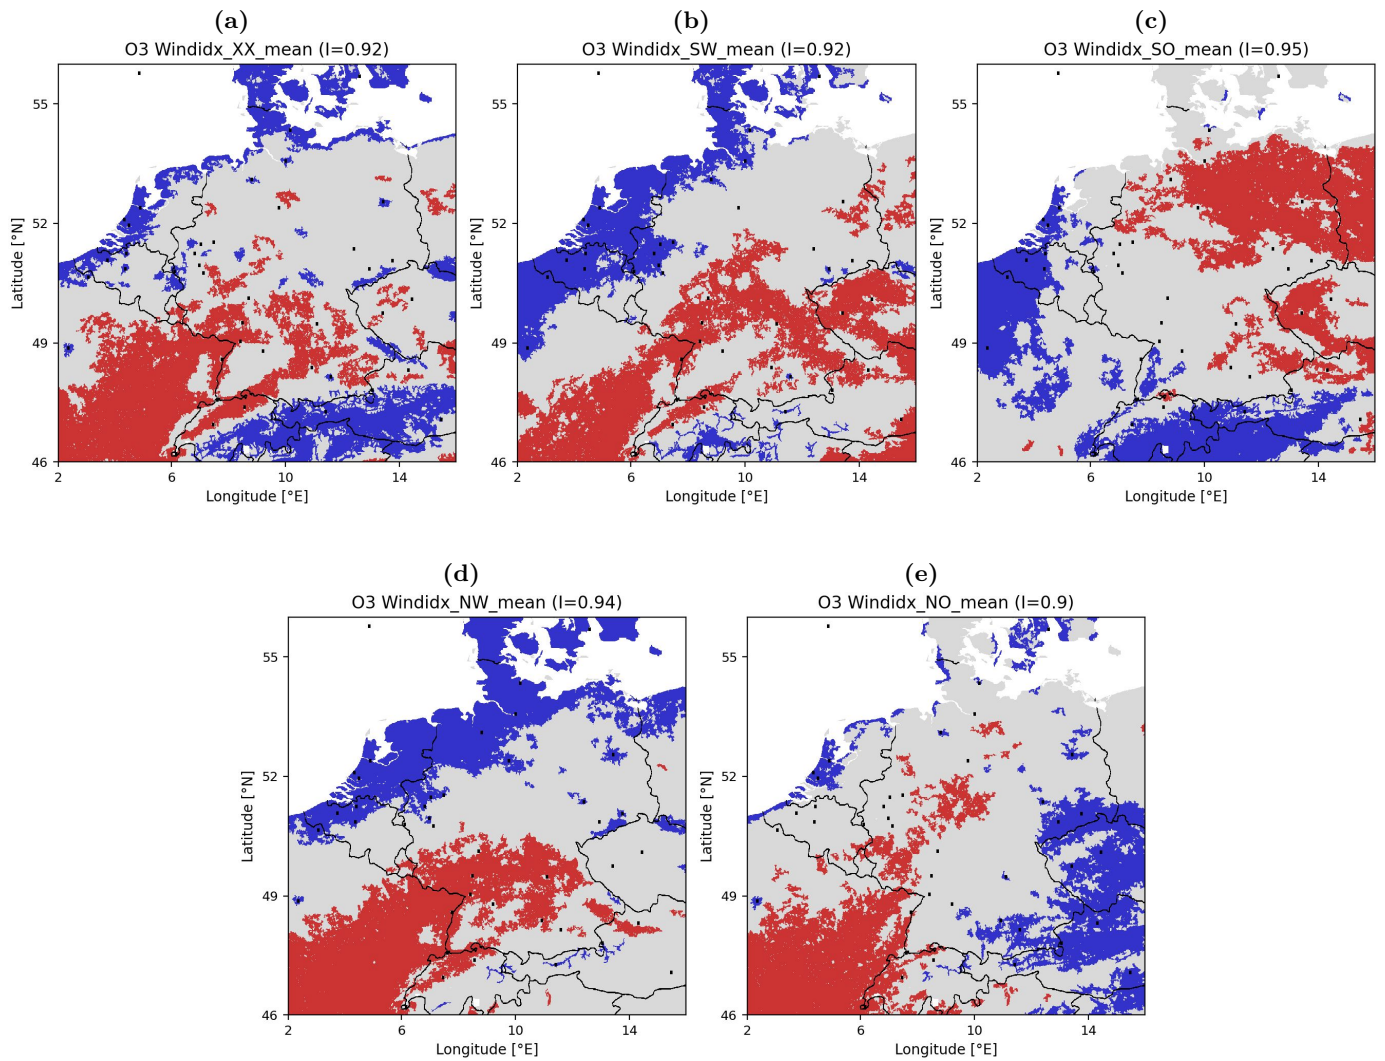 (a)
O3 Windidx_XX_mean (I=0.92)
55
52
49
46
Latitude [°N]
2
6
10
14
Longitude [°E]
(b)
O3 Windidx_SW_mean (I=0.92)
55
52
49
46
Latitude [°N]
2
6
10
14
Longitude [°E]
(c)
O3 Windidx_SO_mean (I=0.95)
55
52
49
46
Latitude [°N]
2
6
10
14
Longitude [°E]
(d)
O3 Windidx_NW_mean (I=0.94)
55
52
49
46
Latitude [°N]
2
6
10
14
Longitude [°E]
(e)
O3 Windidx_NO_mean (I=0.9)
55
52
49
46
Latitude [°N]
2
6
10
14
Longitude [°E]